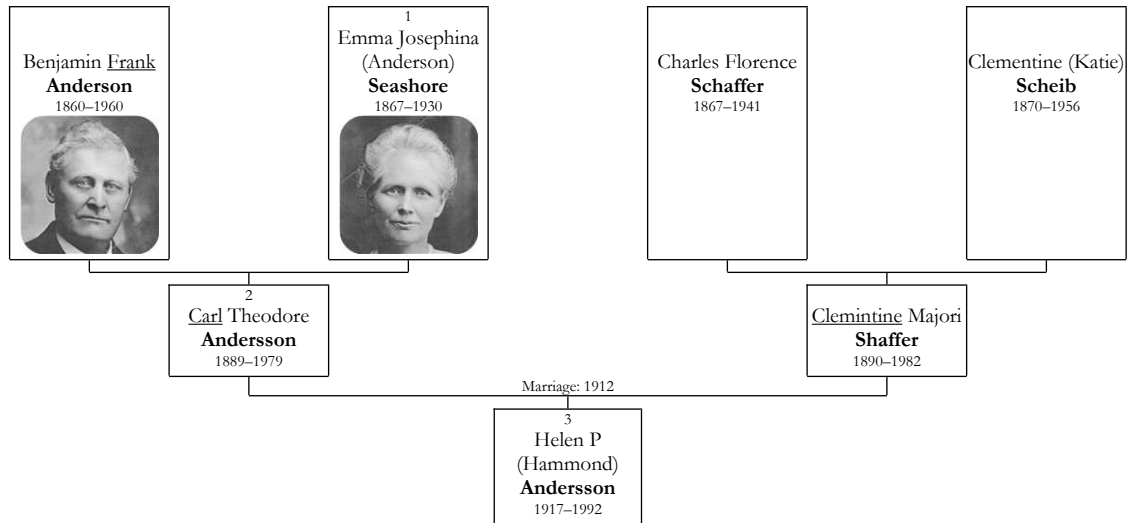 Benjamin Frank
Anderson
1860–1960
1
Emma Josephina
(Anderson)
Seashore
1867–1930
Charles Florence
Schaffer
1867–1941
Clementine (Katie)
Scheib
1870–1956
2
Carl Theodore
Andersson
1889–1979
Clemintine Majori
Shaffer
1890–1982
Marriage: 1912
3
Helen P
(Hammond)
Andersson
1917–1992